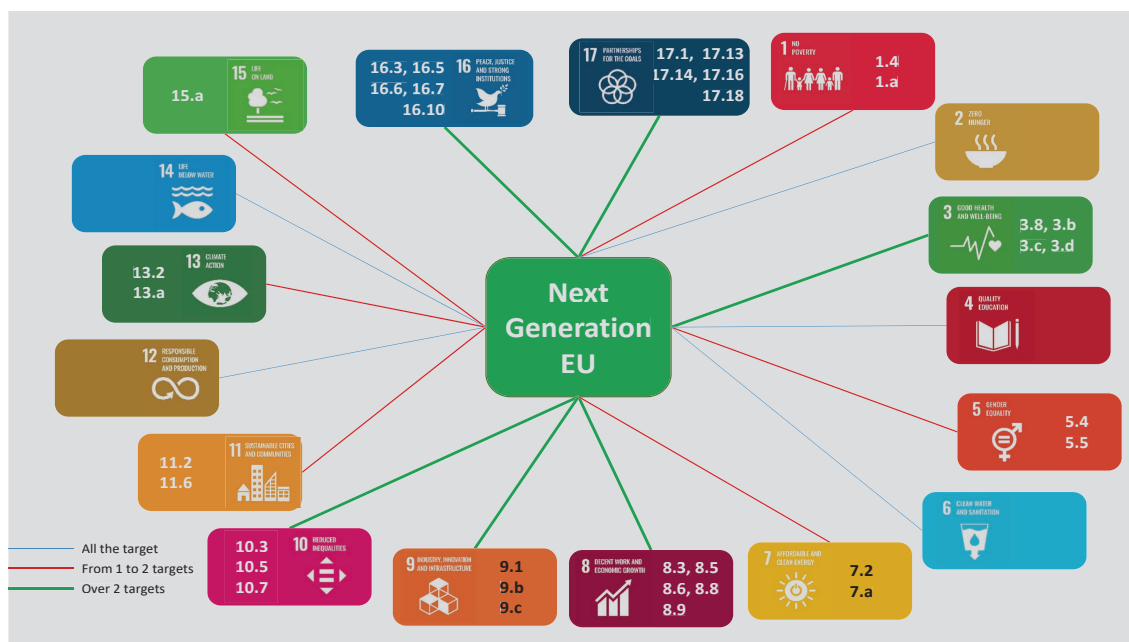 15 LIFE
ON LAND
15.a
16.3, 16.5
16.6, 16.7
16.10
16 PEACE, JUSTICE
AND STRONG
INSTITUTIONS
17 PARTNERSHIPS
FOR THE GOALS
17.1, 17.13
17.14, 17.16
17.18
1 NO
POVERTY
1.4
1.a
2 ZERO
HUNGER
14 LIFE
BELOW WATER
3 GOOD HEALTH
AND WELL-BEING
3.8, 3.b
3.c, 3.d
13.2
13.a
13 CLIMATE
ACTION
Next
Generation
EU
4 QUALITY
EDUCATION
12 RESPONSIBLE
CONSUMPTION
AND PRODUCTION
5 GENDER
EQUALITY
5.4
5.5
11.2
11.6
11 SUSTAINABLE CITIES
AND COMMUNITIES
6 CLEAN WATER
AND SANITATION
10.3
10.5
10.7
10 REDUCED
INEQUALITIES
9 INDUSTRY, INNOVATION
AND INFRASTRUCTURE
9.1
9.b
9.c
8 DECENT WORK AND
ECONOMIC GROWTH
8.3, 8.5
8.6, 8.8
8.9
7 AFFORDABLE AND
CLEAN ENERGY
7.2
7.a
All the target
From 1 to 2 targets
Over 2 targets